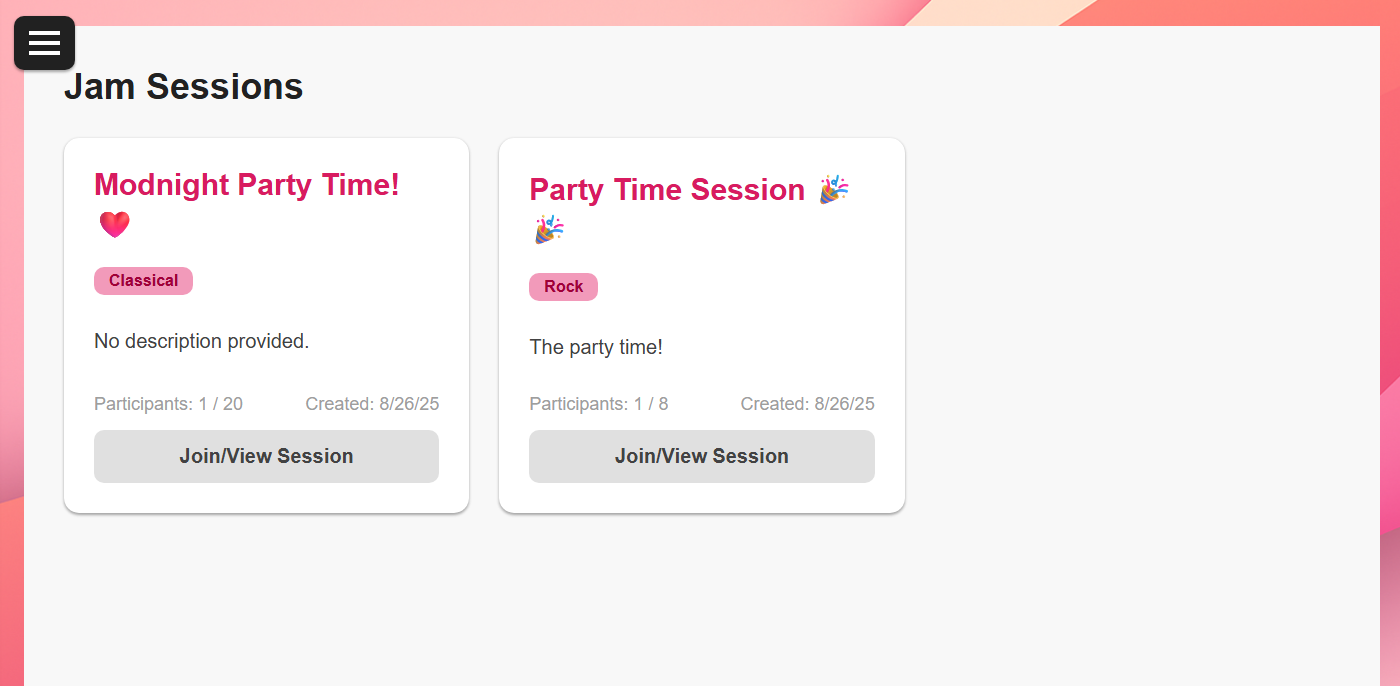 Jam Sessions
Modnight Party Time!
❤️
Classical
No description provided.
Participants: 1 / 20 Created: 8/26/25
Join/View Session
Party Time Session 🎉
🎉
Rock
The party time!
Participants: 1 / 8 Created: 8/26/25
Join/View Session